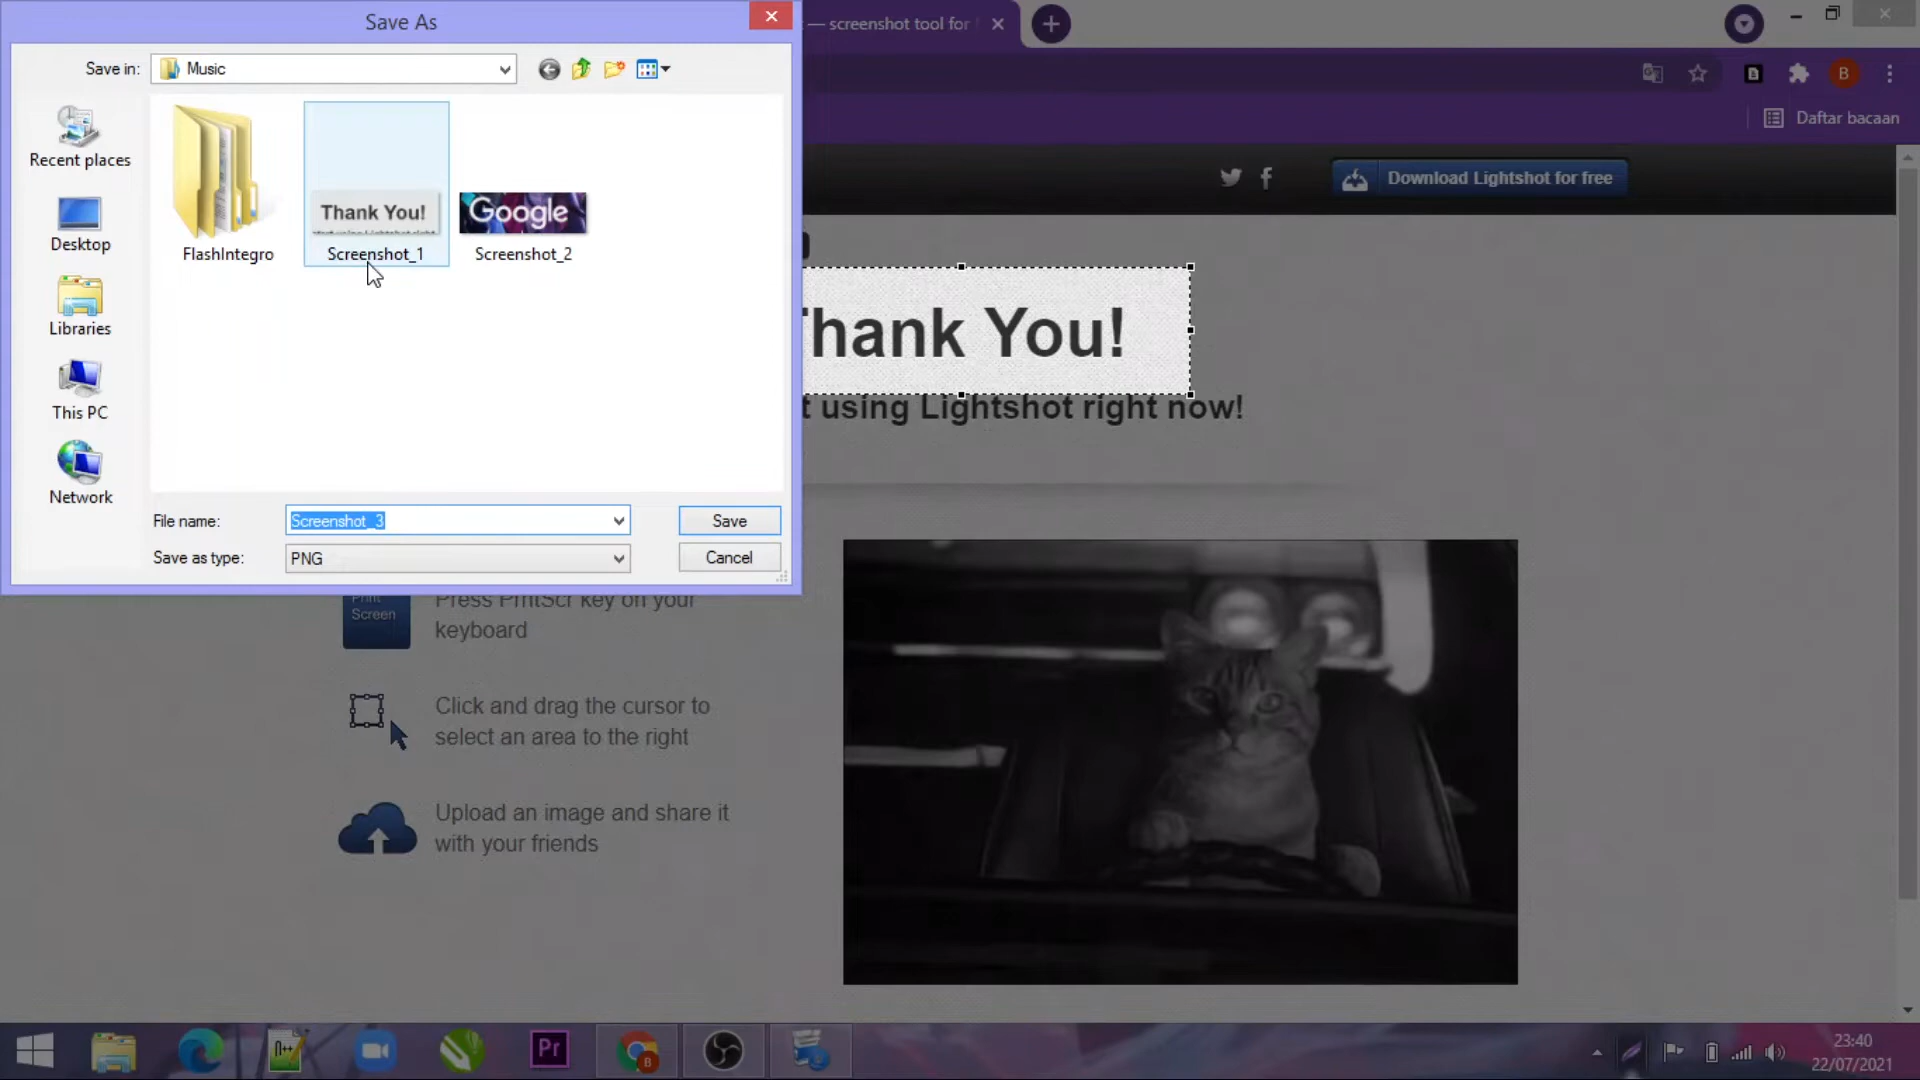 Save As
— screenshot tool for
Save in:
Music
B
Daftar bacaan
Recent places
Download Lightshot for free
Thank You!
Google
Desktop
FlashIntegro
Screenshot_1
Screenshot_2
Libraries
Thank You!
This PC
t using Lightshot right now!
Network
File name:
Screenshot_3
Save
Save as type:
PNG
Cancel
Print
Screen
Press PrntScr key on your
keyboard
Click and drag the cursor to
select an area to the right
Upload an image and share it
with your friends
n++
Pr
B
23:40
22/07/2021